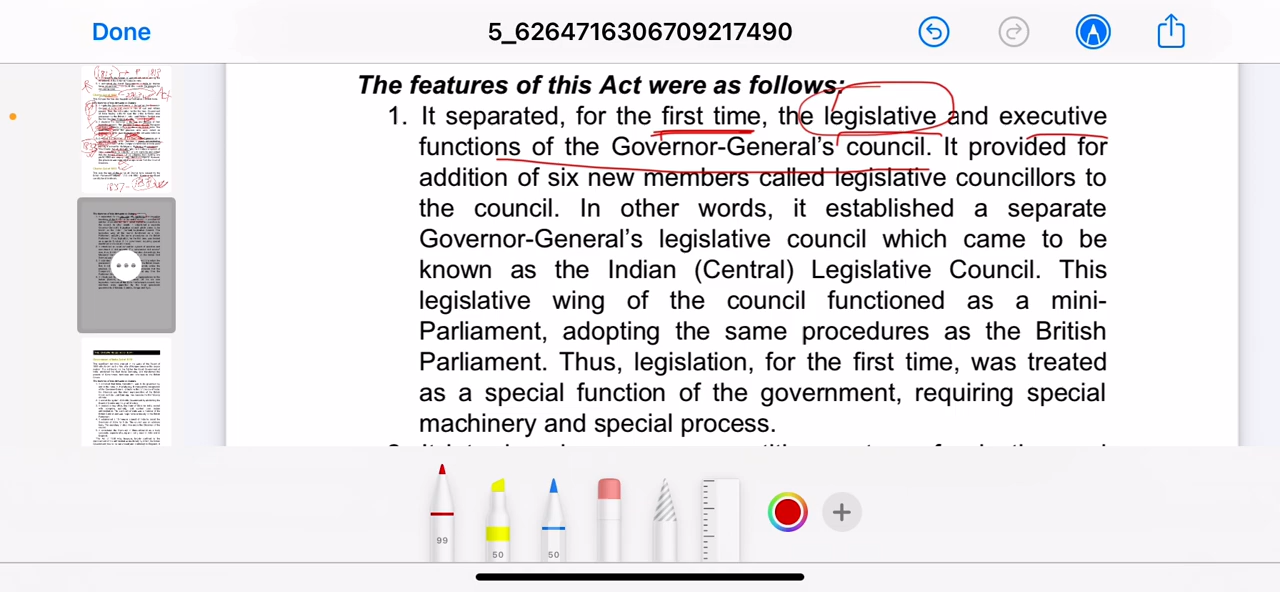 Done
5_6264716306709217490
The features of this Act were as follows:
1. It separated, for the first time, the legislative and executive
functions of the Governor-General's council. It provided for
addition of six new members called legislative councillors to
the council. In other words, it established a separate
Governor-General's legislative council which came to be
known as the Indian (Central) Legislative Council. This
legislative wing of the council functioned as a mini-
Parliament, adopting the same procedures as the British
Parliament. Thus, legislation, for the first time, was treated
as a special function of the government, requiring special
machinery and special process.
99
50
50